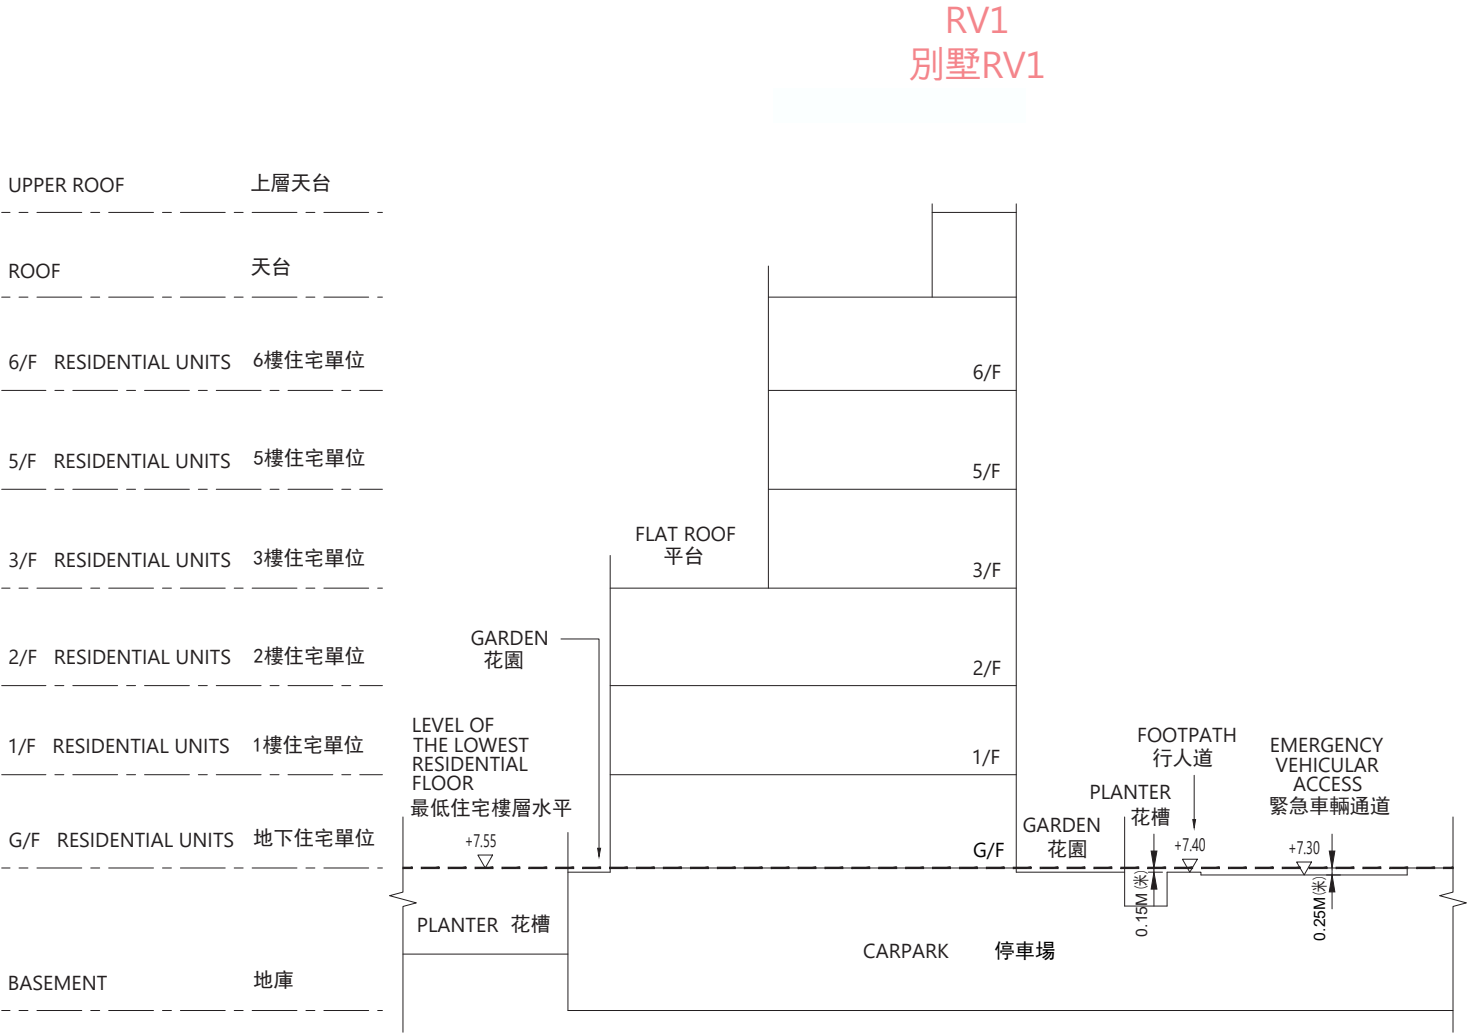 RV1
別墅RV1
UPPER ROOF 上層天台
ROOF 天台
6/F RESIDENTIAL UNITS 6樓住宅單位
6/F
5/F RESIDENTIAL UNITS 5樓住宅單位
5/F
FLAT ROOF
平台
3/F RESIDENTIAL UNITS 3樓住宅單位
3/F
GARDEN
花園
2/F RESIDENTIAL UNITS 2樓住宅單位
2/F
1/F RESIDENTIAL UNITS 1樓住宅單位
LEVEL OF
THE LOWEST
RESIDENTIAL
FLOOR
最低住宅樓層水平
1/F
FOOTPATH
行人道
EMERGENCY
VEHICULAR
ACCESS
緊急車輛通道
PLANTER
花槽
GARDEN
花園
G/F RESIDENTIAL UNITS 地下住宅單位
+7.55
G/F
+7.40
+7.30
0.15M(米)
0.25M(米)
PLANTER 花槽
CARPARK 停車場
BASEMENT 地庫